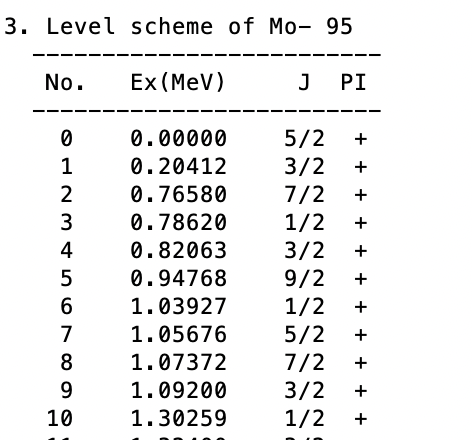 3. Level scheme of Mo- 95
-------------------------
No. Ex(MeV) J PI
-------------------------
0 0.00000 5/2 +
1 0.20412 3/2 +
2 0.76580 7/2 +
3 0.78620 1/2 +
4 0.82063 3/2 +
5 0.94768 9/2 +
6 1.03927 1/2 +
7 1.05676 5/2 +
8 1.07372 7/2 +
9 1.09200 3/2 +
10 1.30259 1/2 +